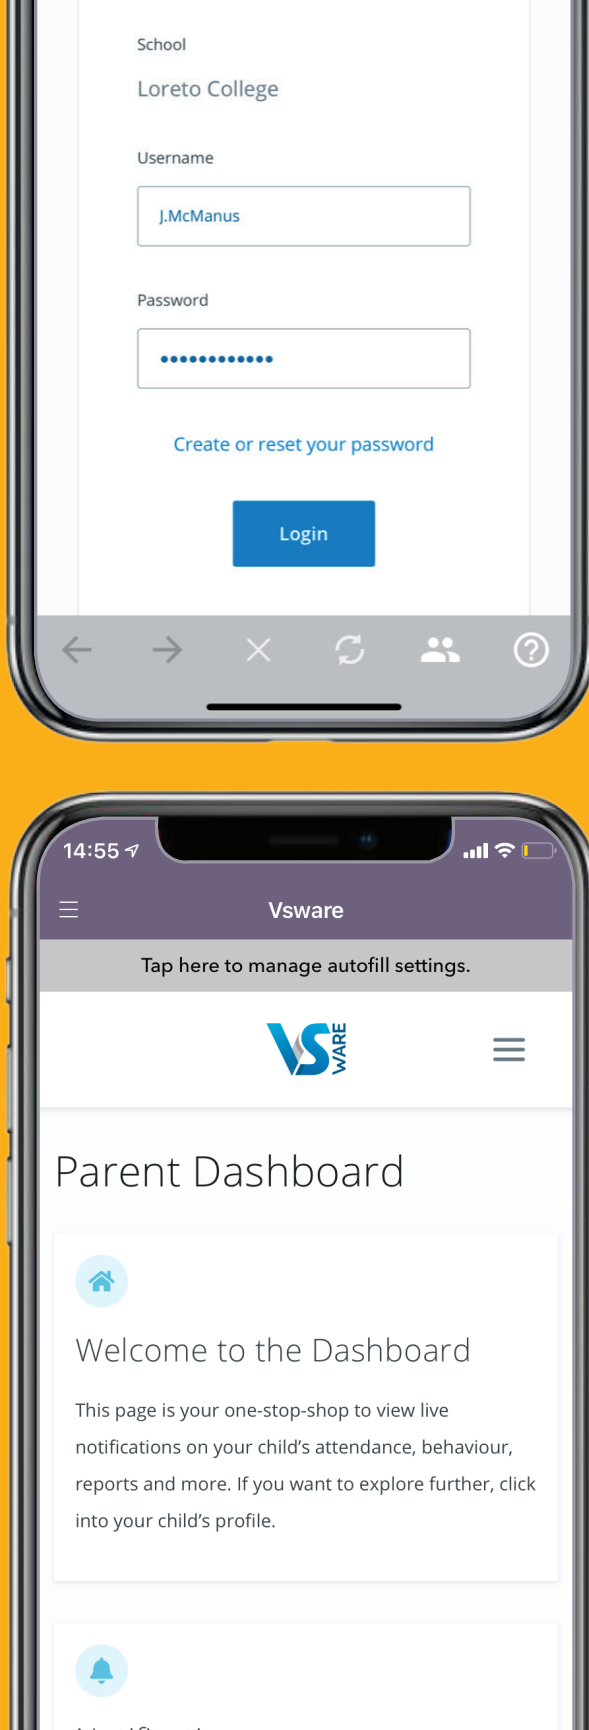 School
Loreto College
Username
J.McManus
Password
Create or reset your password
Login
14:55
Vsware
Tap here to manage autofill settings.
VS WARE
Parent Dashboard
Welcome to the Dashboard
This page is your one-stop-shop to view live
notifications on your child's attendance, behaviour,
reports and more. If you want to explore further, click
into your child's profile.